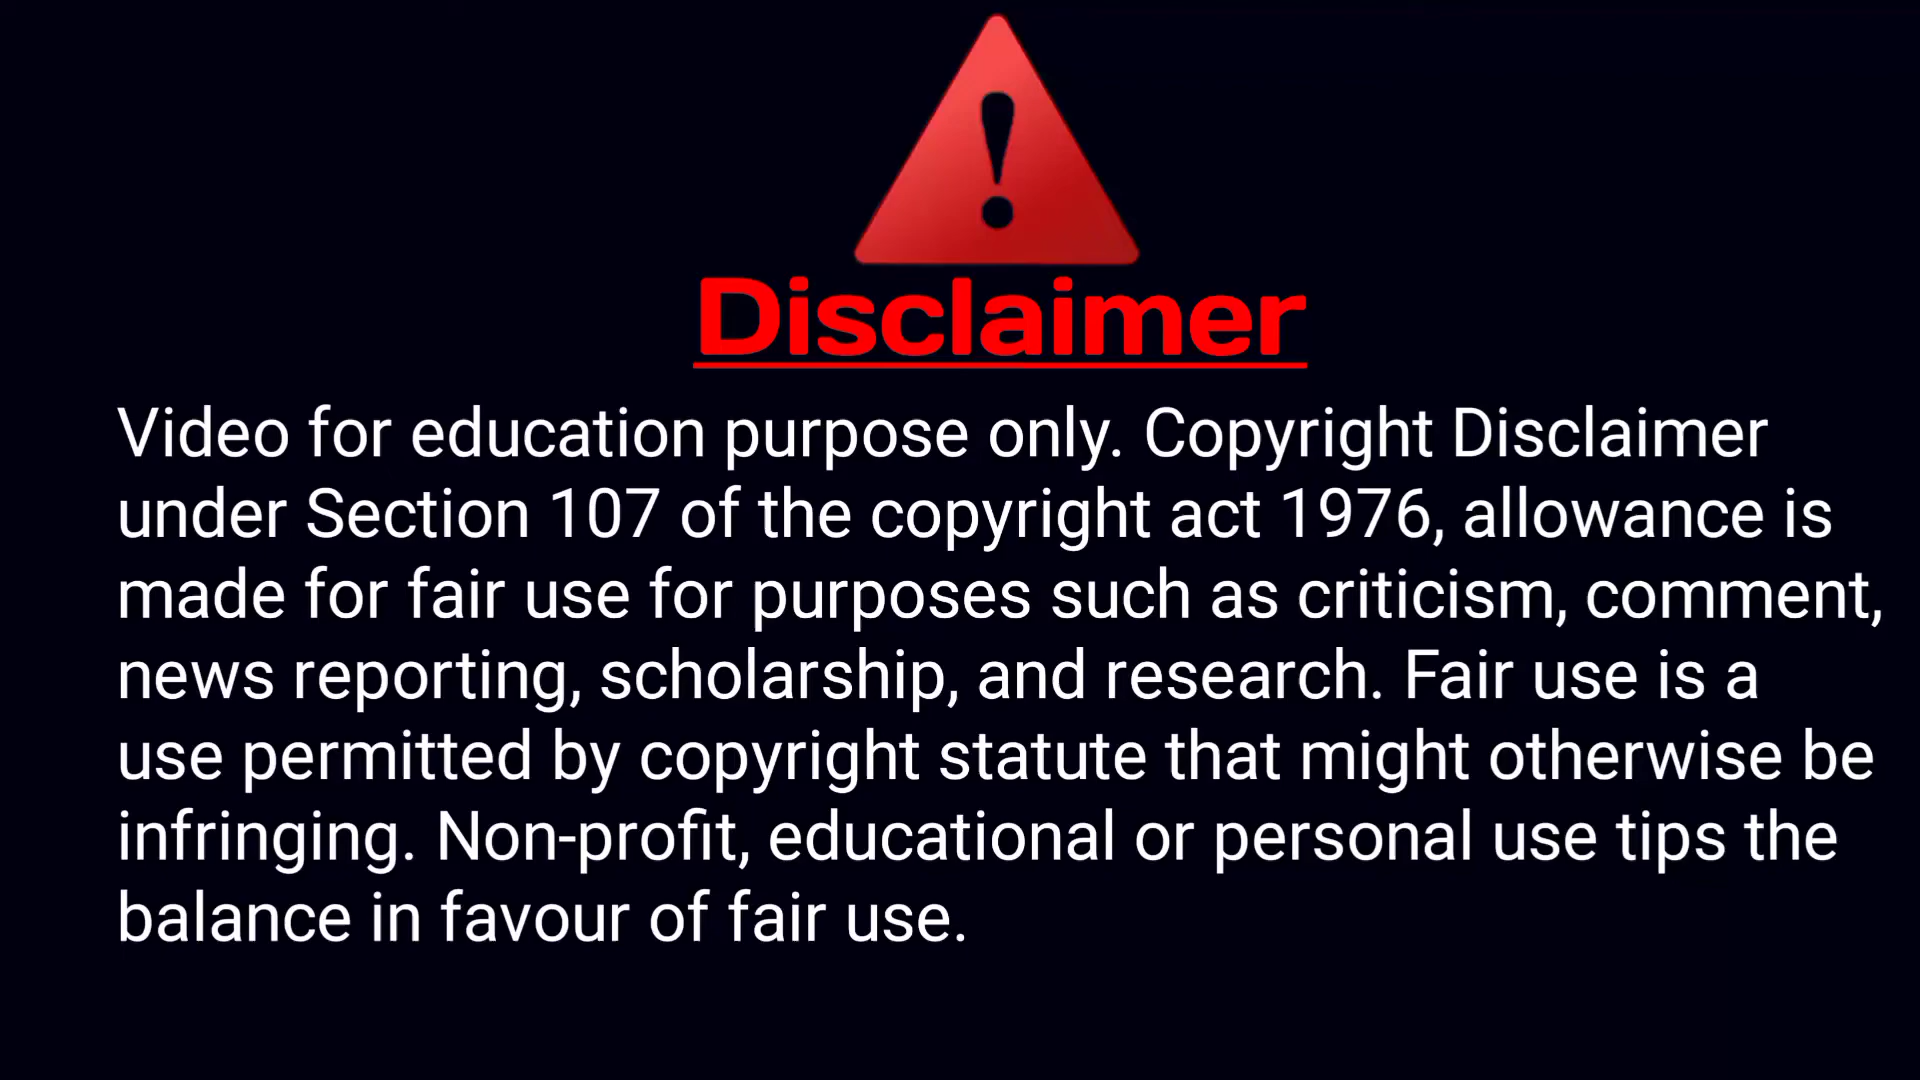 Disclaimer
Video for education purpose only. Copyright Disclaimer
under Section 107 of the copyright act 1976, allowance is
made for fair use for purposes such as criticism, comment,
news reporting, scholarship, and research. Fair use is a
use permitted by copyright statute that might otherwise be
infringing. Non-profit, educational or personal use tips the
balance in favour of fair use.